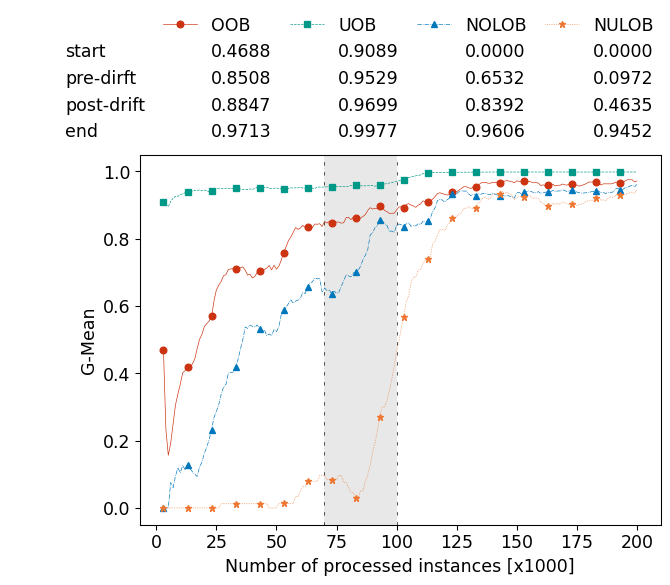 OOB UOB NOLOB NULOB
start 0.4688 0.9089 0.0000 0.0000
pre-dirft 0.8508 0.9529 0.6532 0.0972
post-drift 0.8847 0.9699 0.8392 0.4635
end 0.9713 0.9977 0.9606 0.9452
1.0
0.8
0.6
0.4
0.2
0.0
G-Mean
0 25 50 75 100 125 150 175 200
Number of processed instances [x1000]